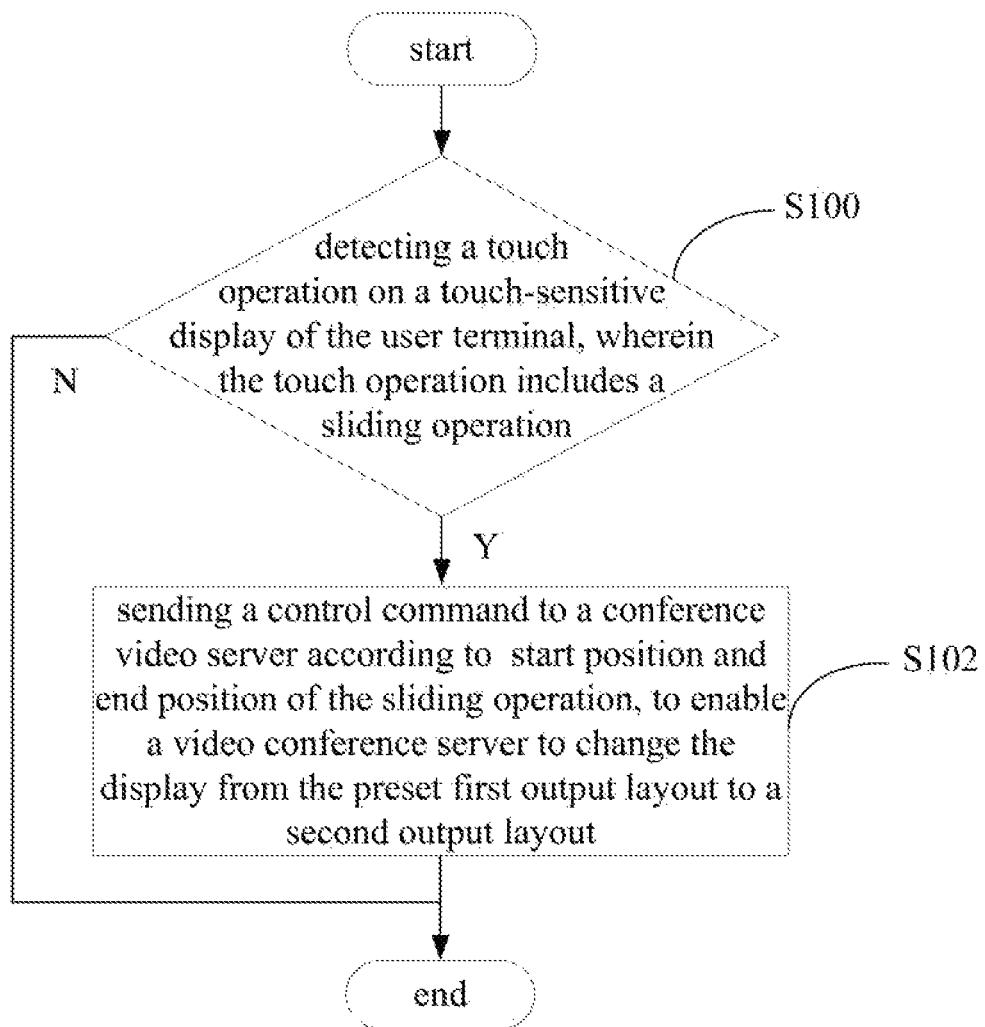 start
S100
detecting a touch
operation on a touch-sensitive
display of the user terminal, wherein
the touch operation includes a
sliding operation
N
Y
sending a control command to a conference
video server according to start position and
end position of the sliding operation, to enable
a video conference server to change the
display from the preset first output layout to a
second output layout
S102
end